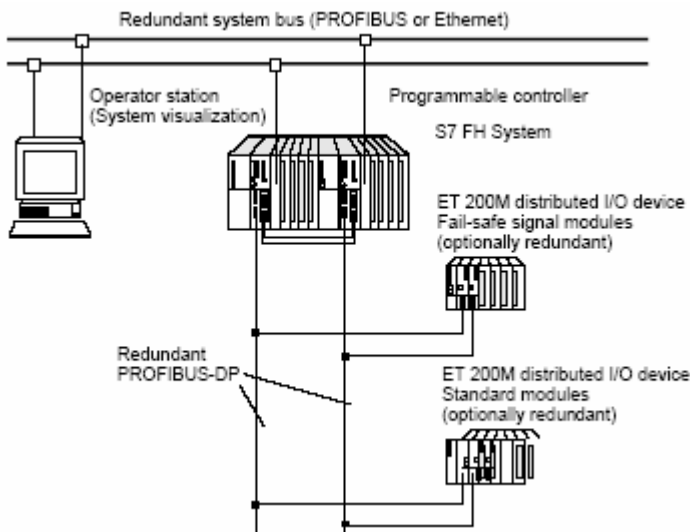 Redundant system bus (PROFIBUS or Ethernet)
Operator station
(System visualization)
Programmable controller
S7 FH System
ET 200M distributed I/O device
Fail-safe signal modules
(optionally redundant)
Redundant
PROFIBUS-DP
ET 200M distributed I/O device
Standard modules
(optionally redundant)